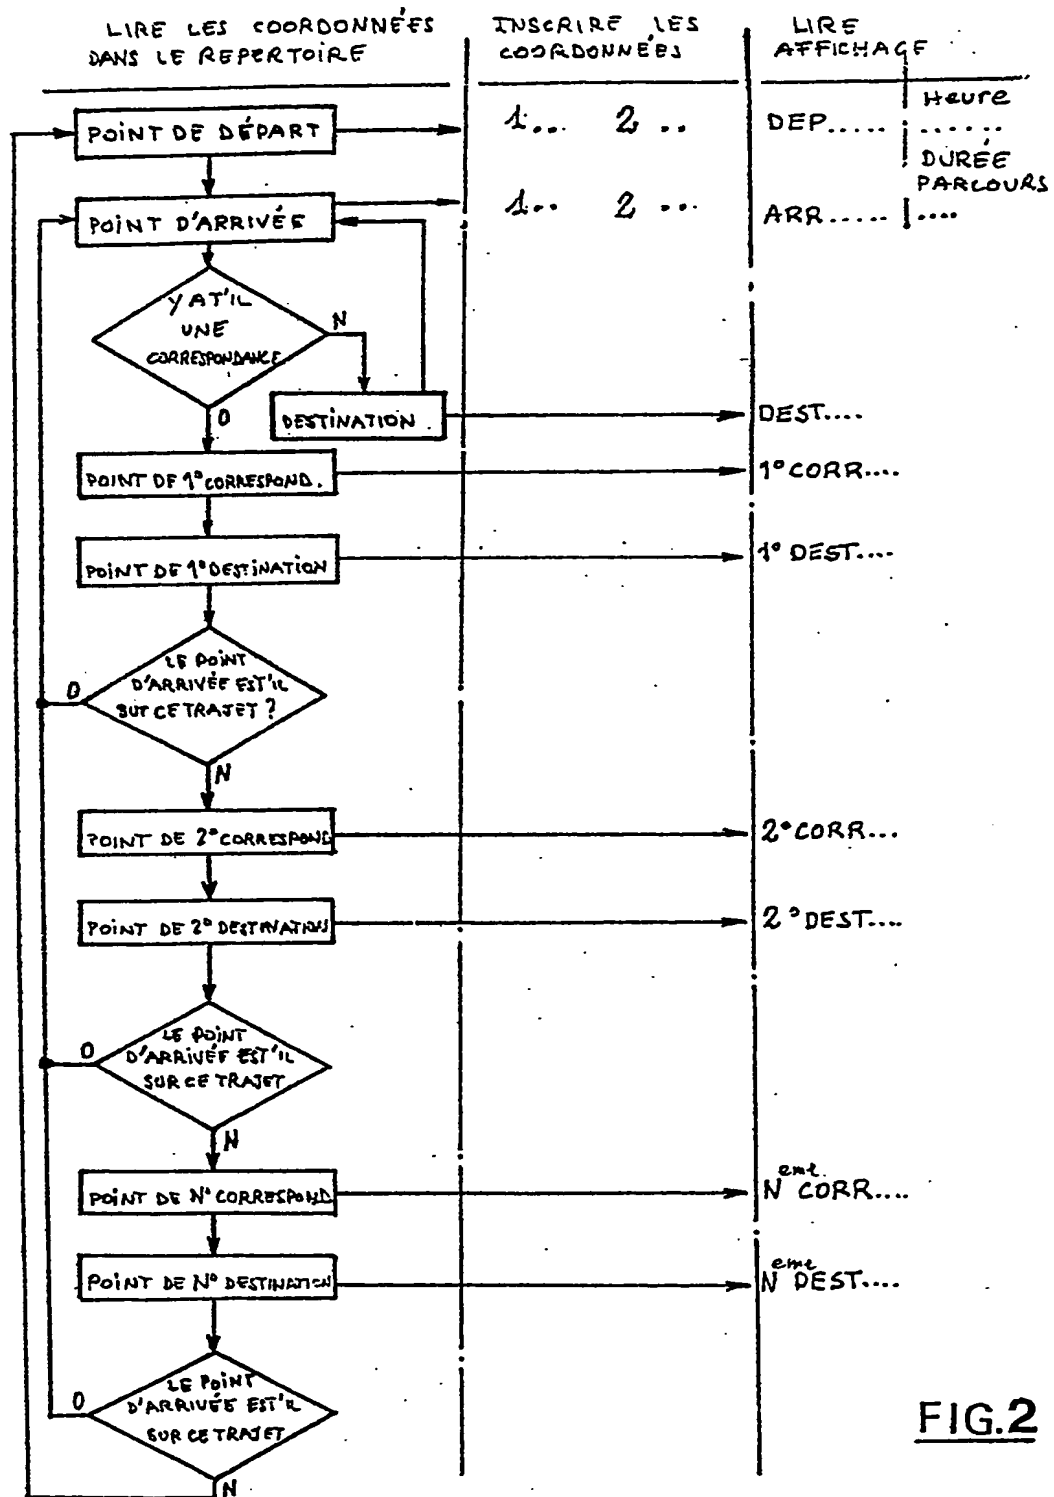 LIRE LES COORDONNÉES
DANS LE REPERTOIRE
INSCRIRE LES
COORDONNÉES
LIRE
AFFICHAGE
Heure
POINT DE DÉPART
1.. 2 ..
DEP.....
......
DURÉE
PARCOURS
POINT D'ARRIVÉE
1.. 2 ..
ARR.....
....
Y AT'IL
UNE
CORRESPONDANCE
N
O
DESTINATION
DEST....
POINT DE 1° CORRESPOND.
1° CORR....
POINT DE 1° DESTINATION
1° DEST....
LE POINT
D'ARRIVÉE EST'IL
SUR CE TRAJET ?
O
N
POINT DE 2° CORRESPOND
2° CORR...
POINT DE 2° DESTINATION
2° DEST....
LE POINT
D'ARRIVÉE EST'IL
SUR CE TRAJET
O
N
POINT DE N° CORRESPOND
Neme CORR....
POINT DE N° DESTINATION
Neme DEST....
LE POINT
D'ARRIVÉE EST'IL
SUR CE TRAJET
O
N
FIG.2